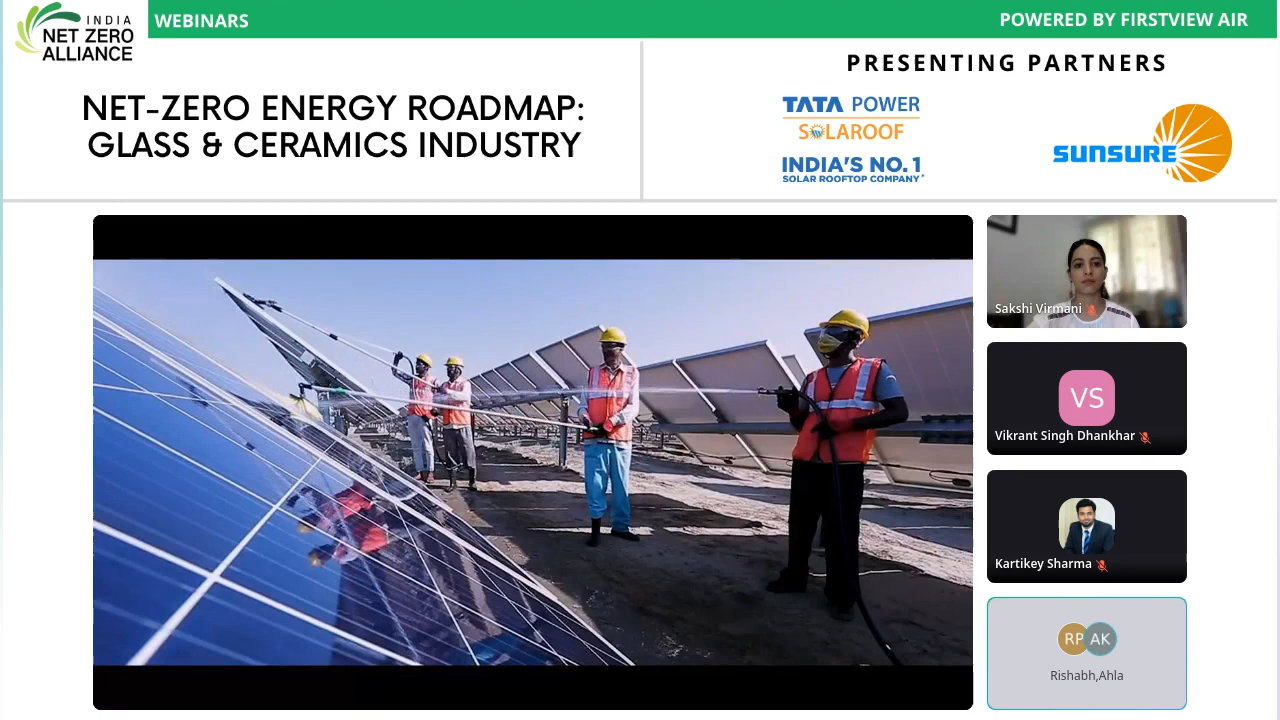 INDIA
NET ZERO
ALLIANCE
WEBINARS
POWERED BY FIRSTVIEW AIR
NET-ZERO ENERGY ROADMAP:
GLASS & CERAMICS INDUSTRY
PRESENTING PARTNERS
TATA POWER
SOLAROOF
INDIA'S NO. 1
SOLAR ROOFTOP COMPANY*
SUNSURE
Sakshi Virmani
VS
Vikrant Singh Dhankhar
Kartikey Sharma
RP AK
Rishabh,Ahla